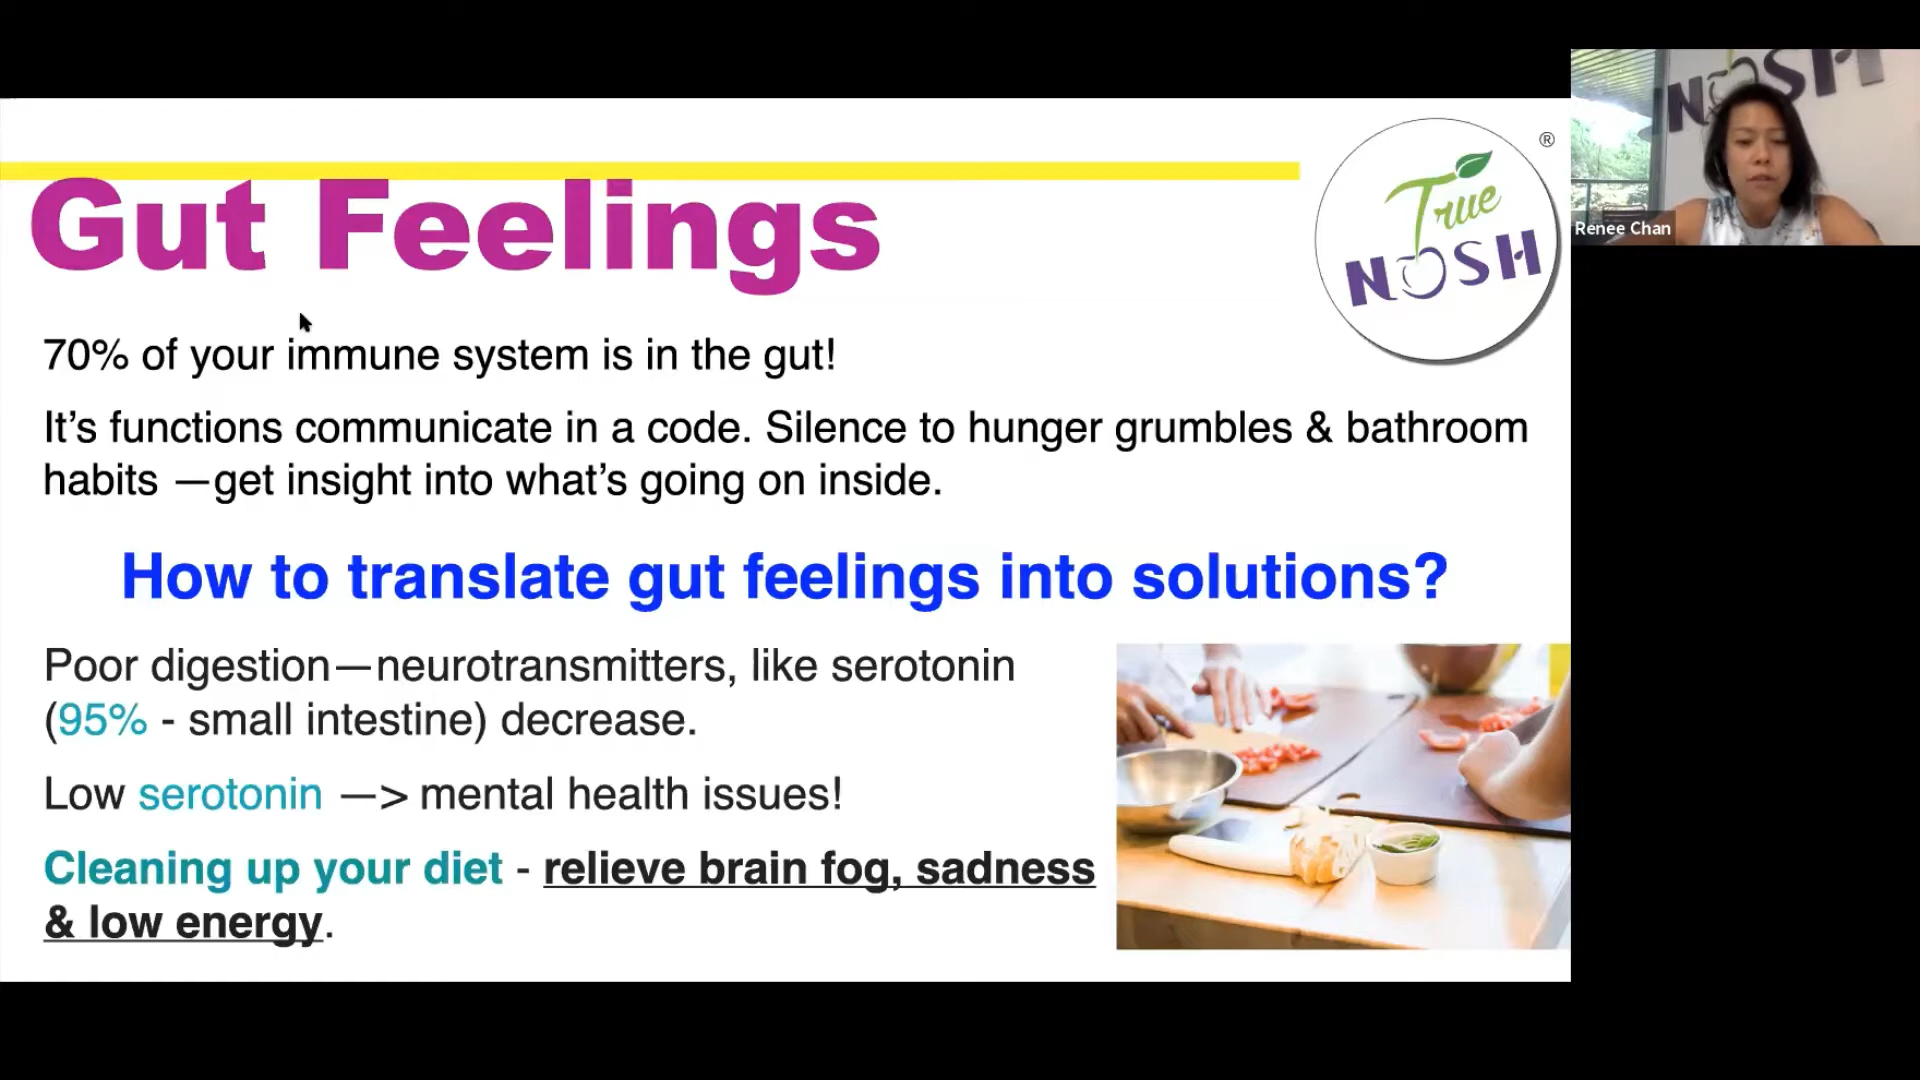 Gut Feelings
True
NOSH
®
NOSH
Renee Chan
70% of your immune system is in the gut!
It’s functions communicate in a code. Silence to hunger grumbles & bathroom
habits —get insight into what’s going on inside.
How to translate gut feelings into solutions?
Poor digestion—neurotransmitters, like serotonin
(95% - small intestine) decrease.
Low serotonin —> mental health issues!
Cleaning up your diet - relieve brain fog, sadness
& low energy.